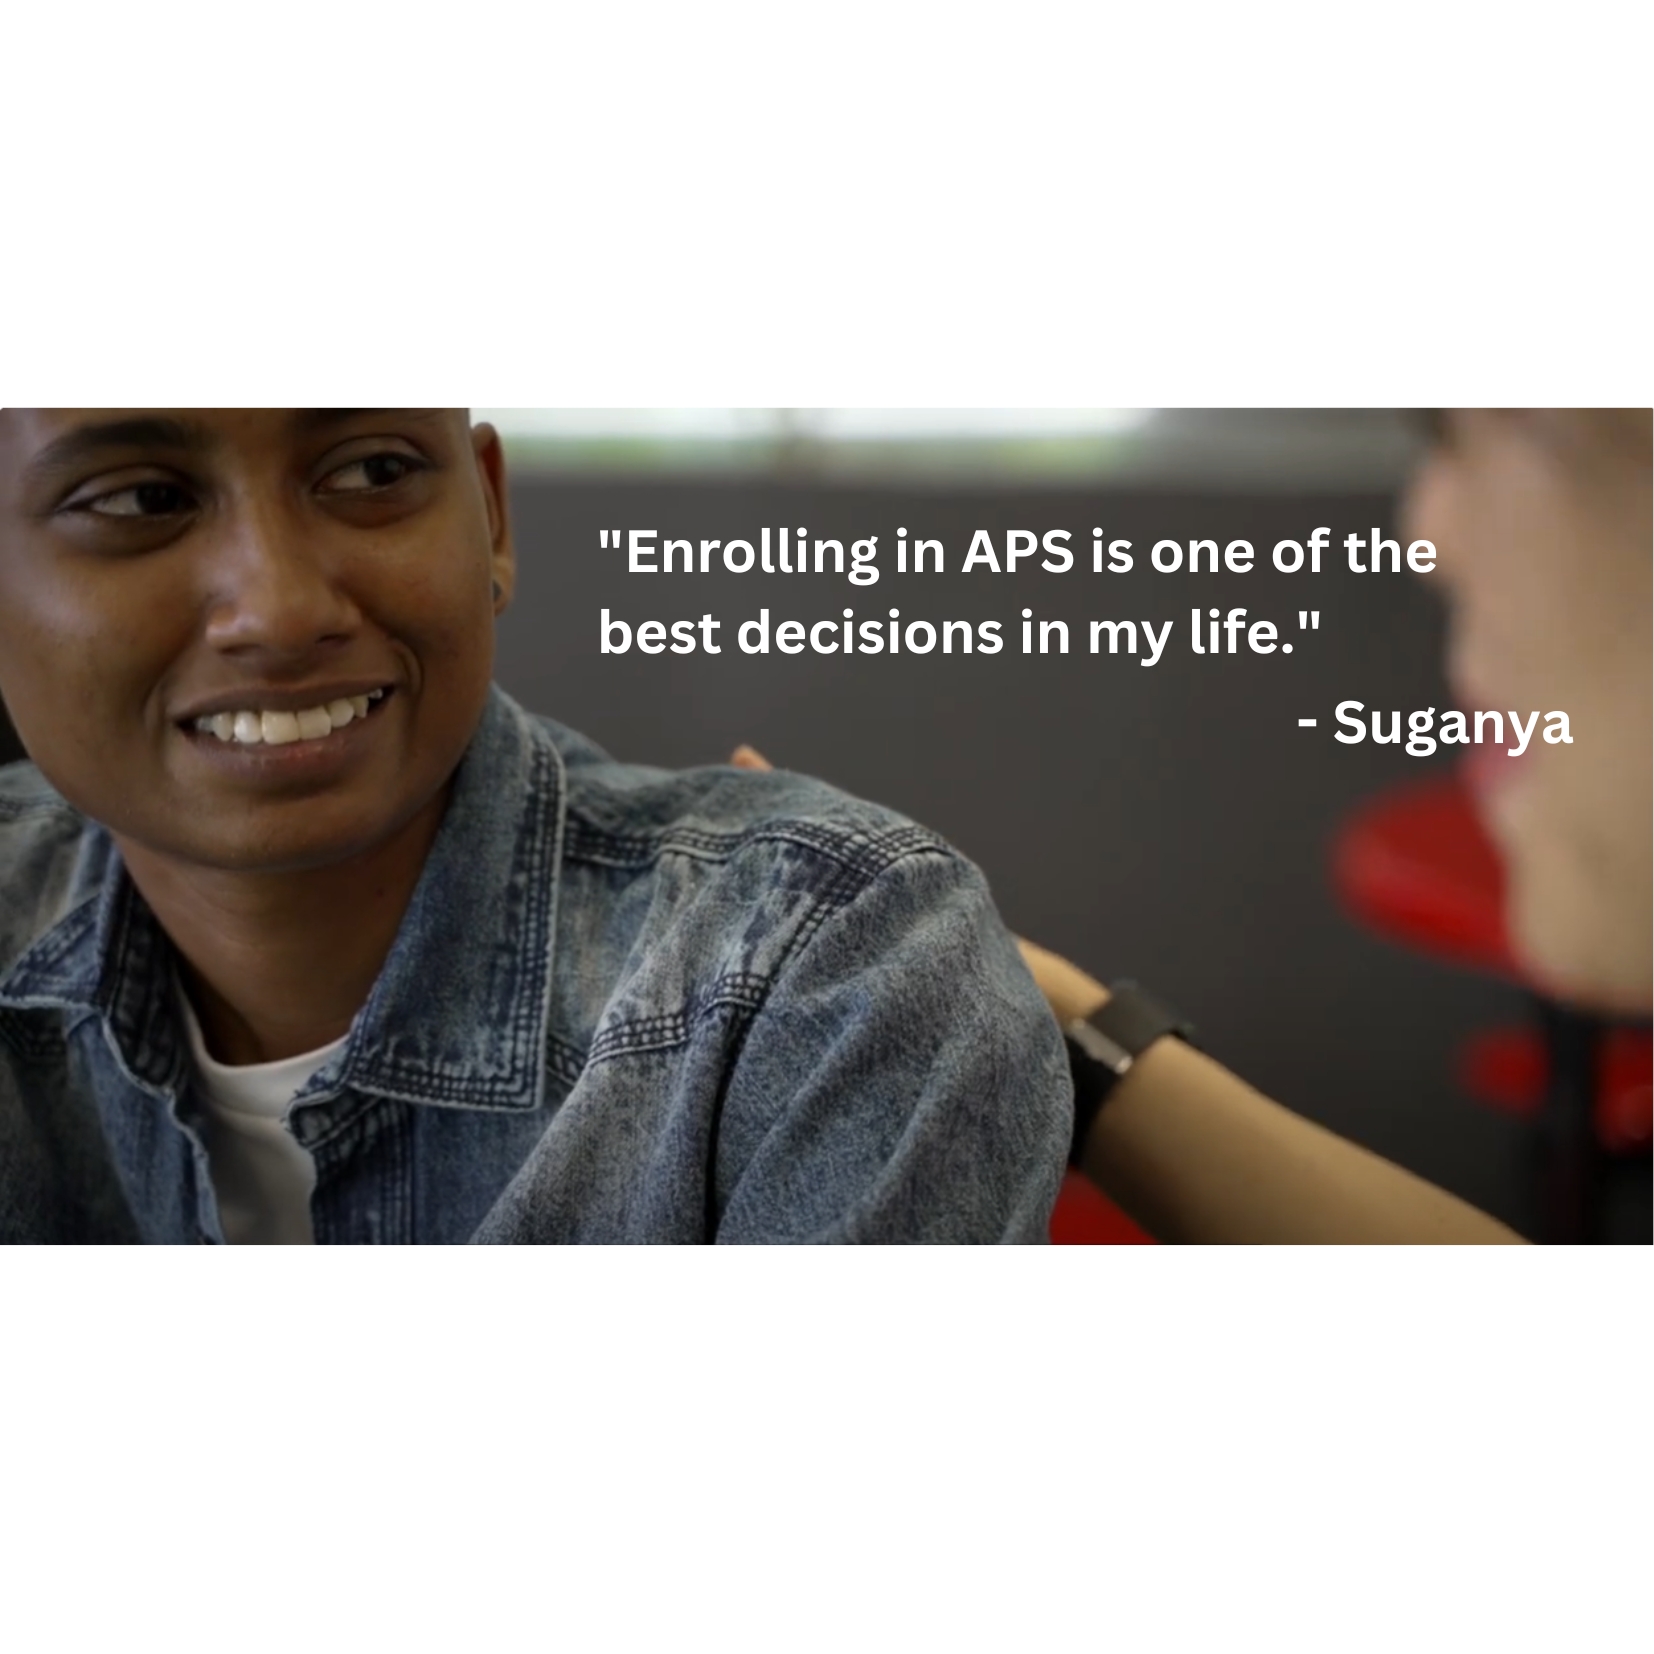 "Enrolling in APS is one of the
best decisions in my life."
- Suganya